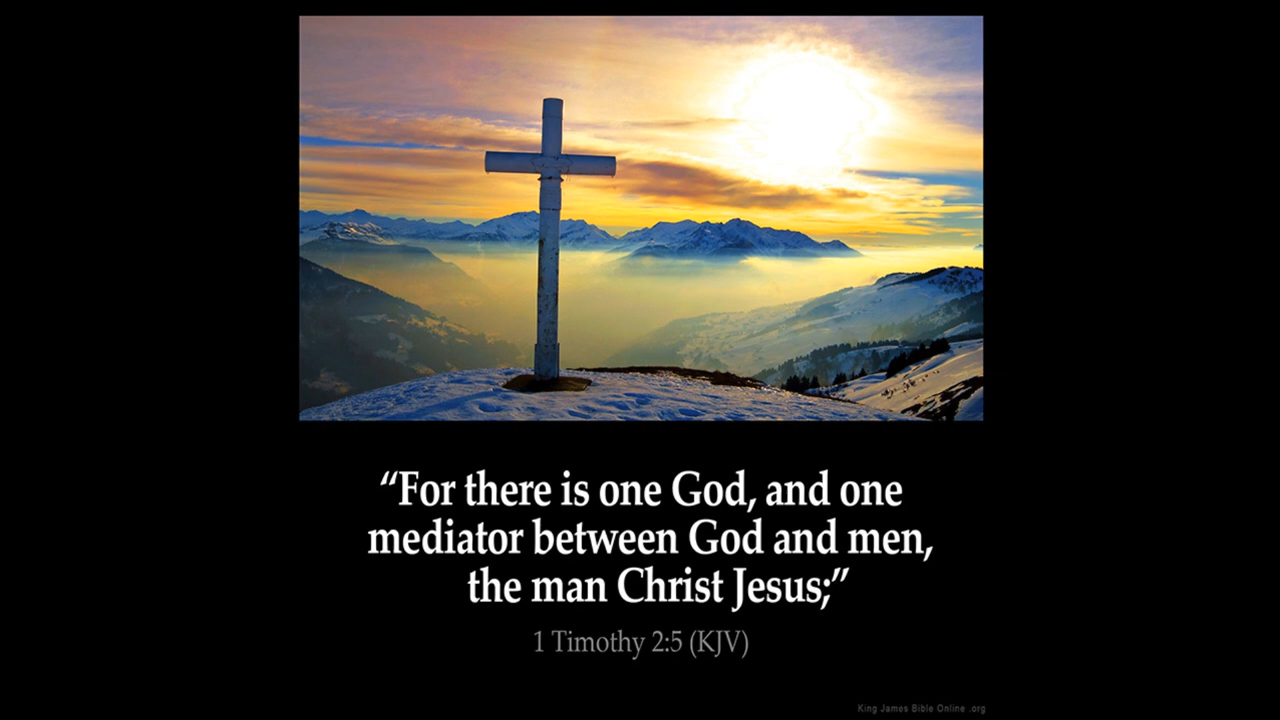 “For there is one God, and one
mediator between God and men,
the man Christ Jesus;”
1 Timothy 2:5 (KJV)
King James Bible Online .org